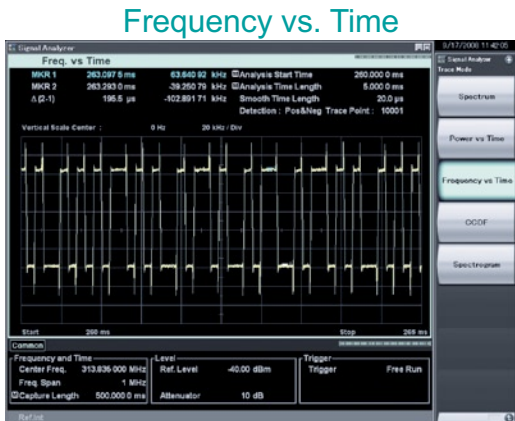 Frequency vs. Time
Signal Analyzer
9/17/2008 11:42:05
Freq. vs Time
MKR 1 263.097 5 ms 63.640 92 kHz Analysis Start Time 260.000 0 ms
MKR 2 263.293 0 ms -39.250 79 kHz Analysis Time Length 5.000 0 ms
Δ (2-1) 195.5 µs -102.891 71 kHz Smooth Time Length 20.0 µs
Detection : Pos&Neg Trace Point : 10001
Vertical Scale Center : 0 Hz 20 kHz / Div
Start 260 ms Stop 265 ms
Signal Analyzer
Trace Mode
Spectrum
Power vs Time
Frequency vs Time
CCDF
Spectrogram
Common
Frequency and Time
Center Freq. 313.835 000 MHz
Freq. Span 1 MHz
Capture Length 500.000 0 ms
Level
Ref. Level -40.00 dBm
Attenuator 10 dB
Trigger
Trigger Free Run
Ref.Int